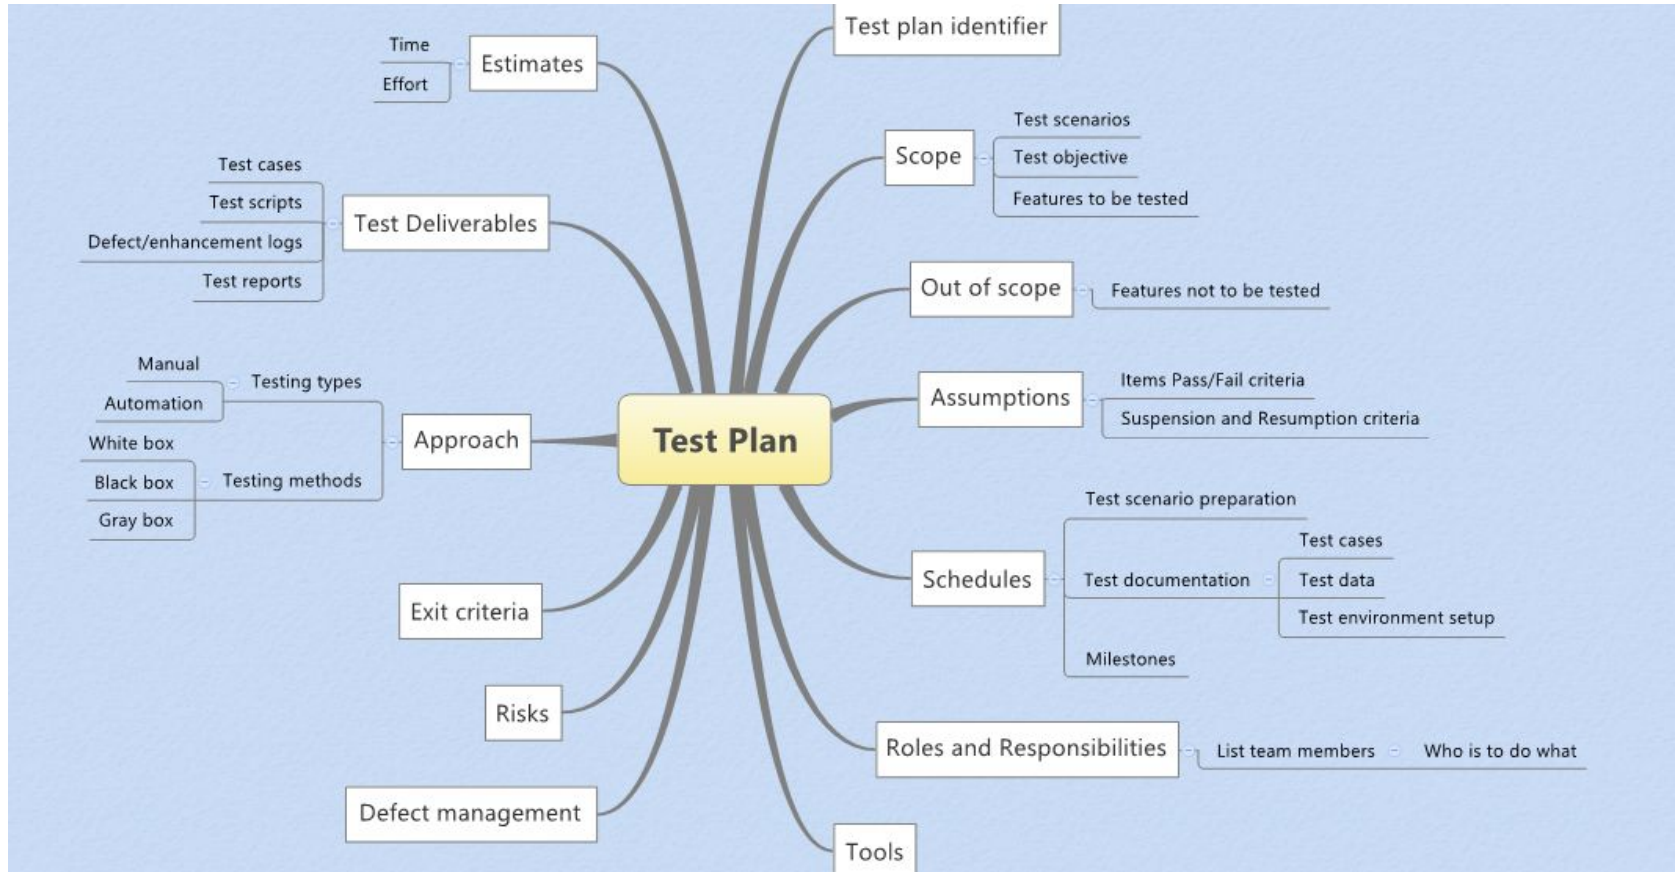 Test Plan
Test plan identifier
Scope
Test scenarios
Test objective
Features to be tested
Out of scope
Features not to be tested
Assumptions
Items Pass/Fail criteria
Suspension and Resumption criteria
Schedules
Test scenario preparation
Test documentation
Test cases
Test data
Test environment setup
Milestones
Roles and Responsibilities
List team members
Who is to do what
Tools
Estimates
Time
Effort
Test Deliverables
Test cases
Test scripts
Defect/enhancement logs
Test reports
Approach
Testing types
Manual
Automation
Testing methods
White box
Black box
Gray box
Exit criteria
Risks
Defect management